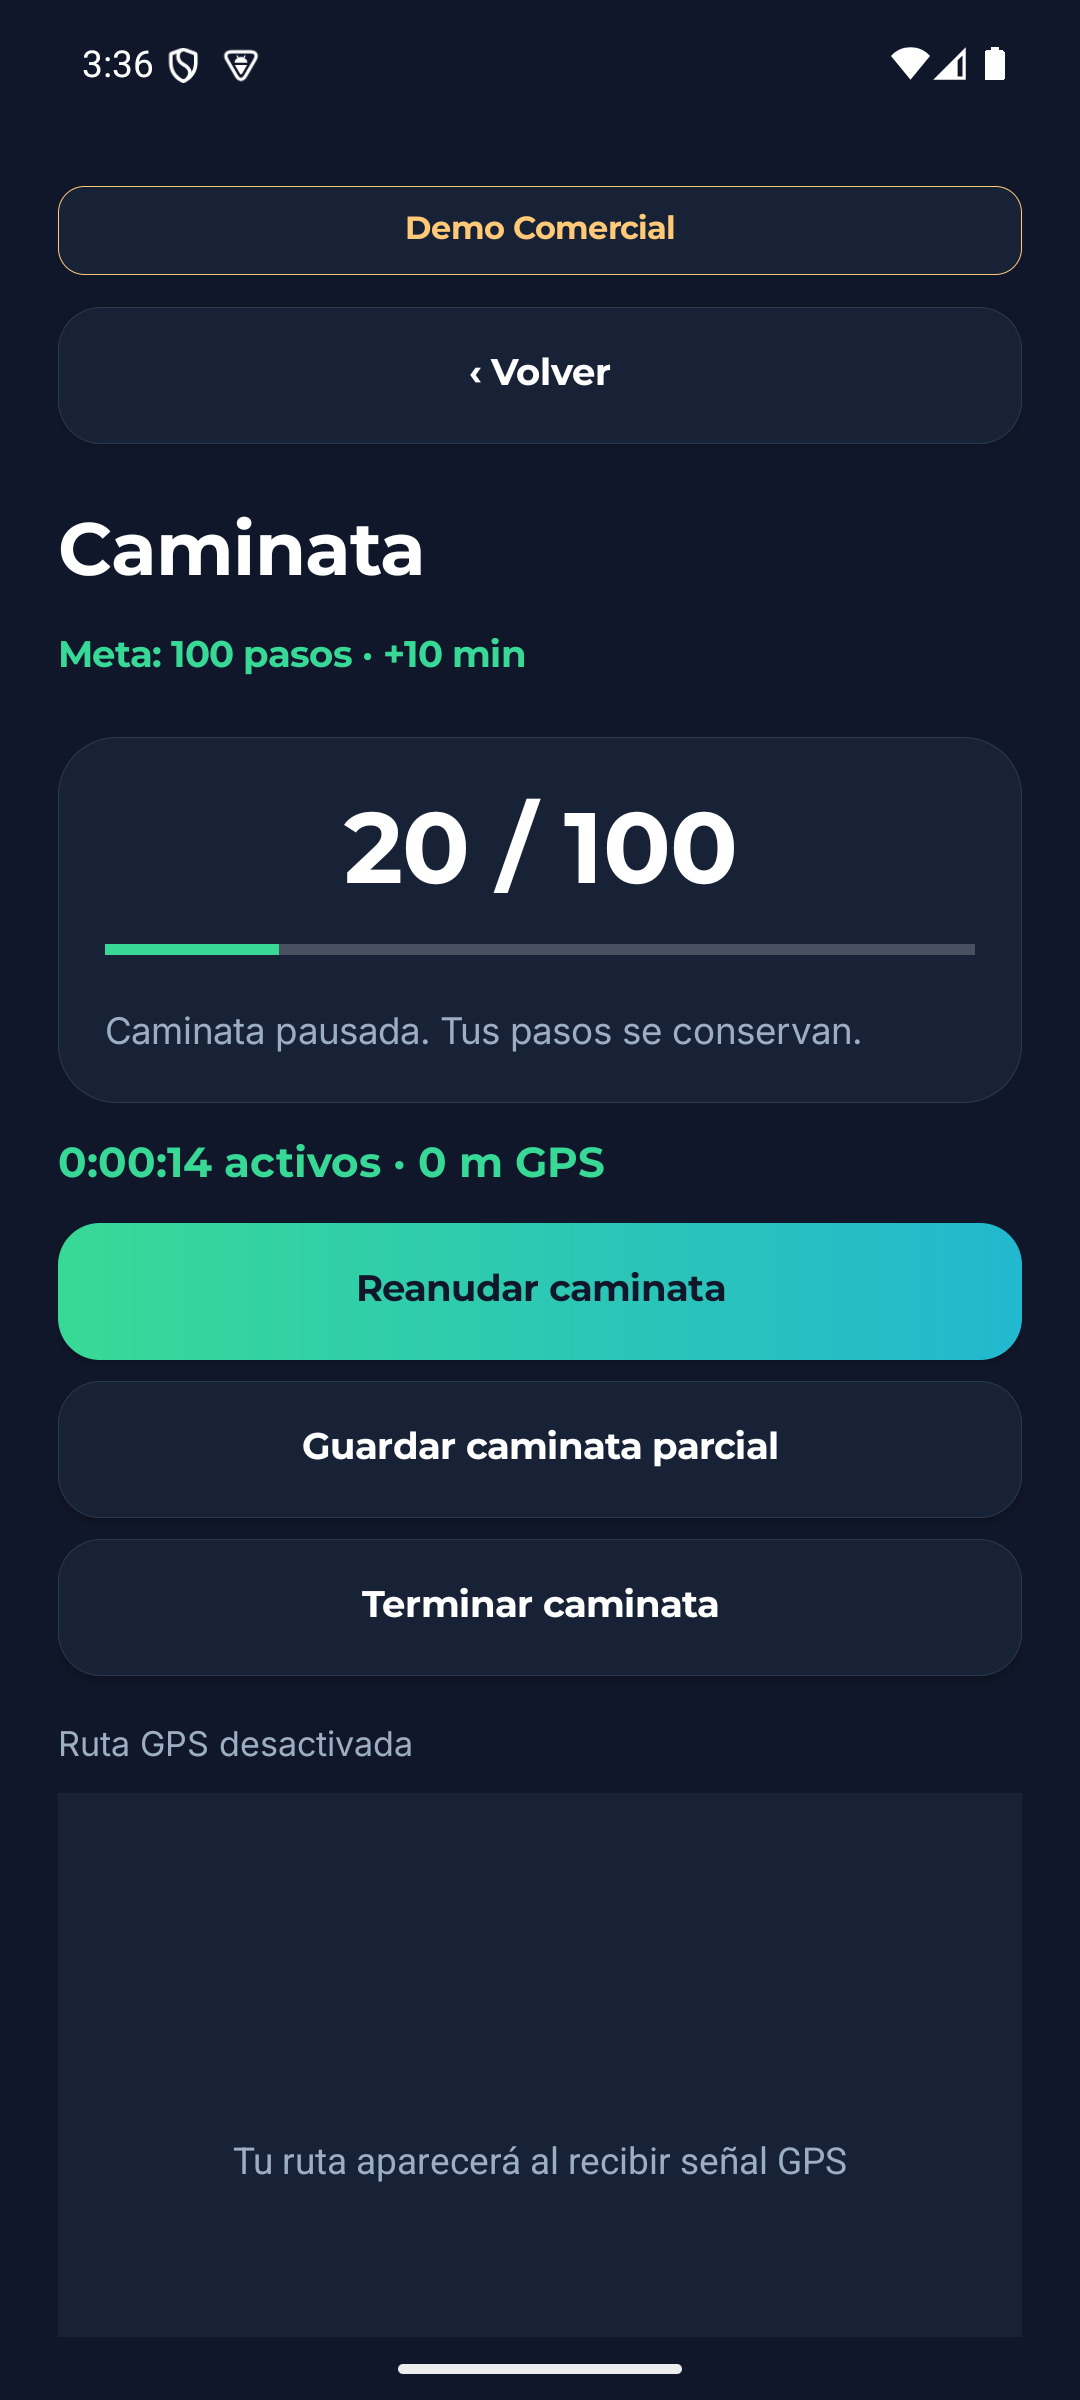 3:36
Demo Comercial
‹ Volver
Caminata
Meta: 100 pasos · +10 min
20 / 100
Caminata pausada. Tus pasos se conservan.
0:00:14 activos · 0 m GPS
Reanudar caminata
Guardar caminata parcial
Terminar caminata
Ruta GPS desactivada
Tu ruta aparecerá al recibir señal GPS